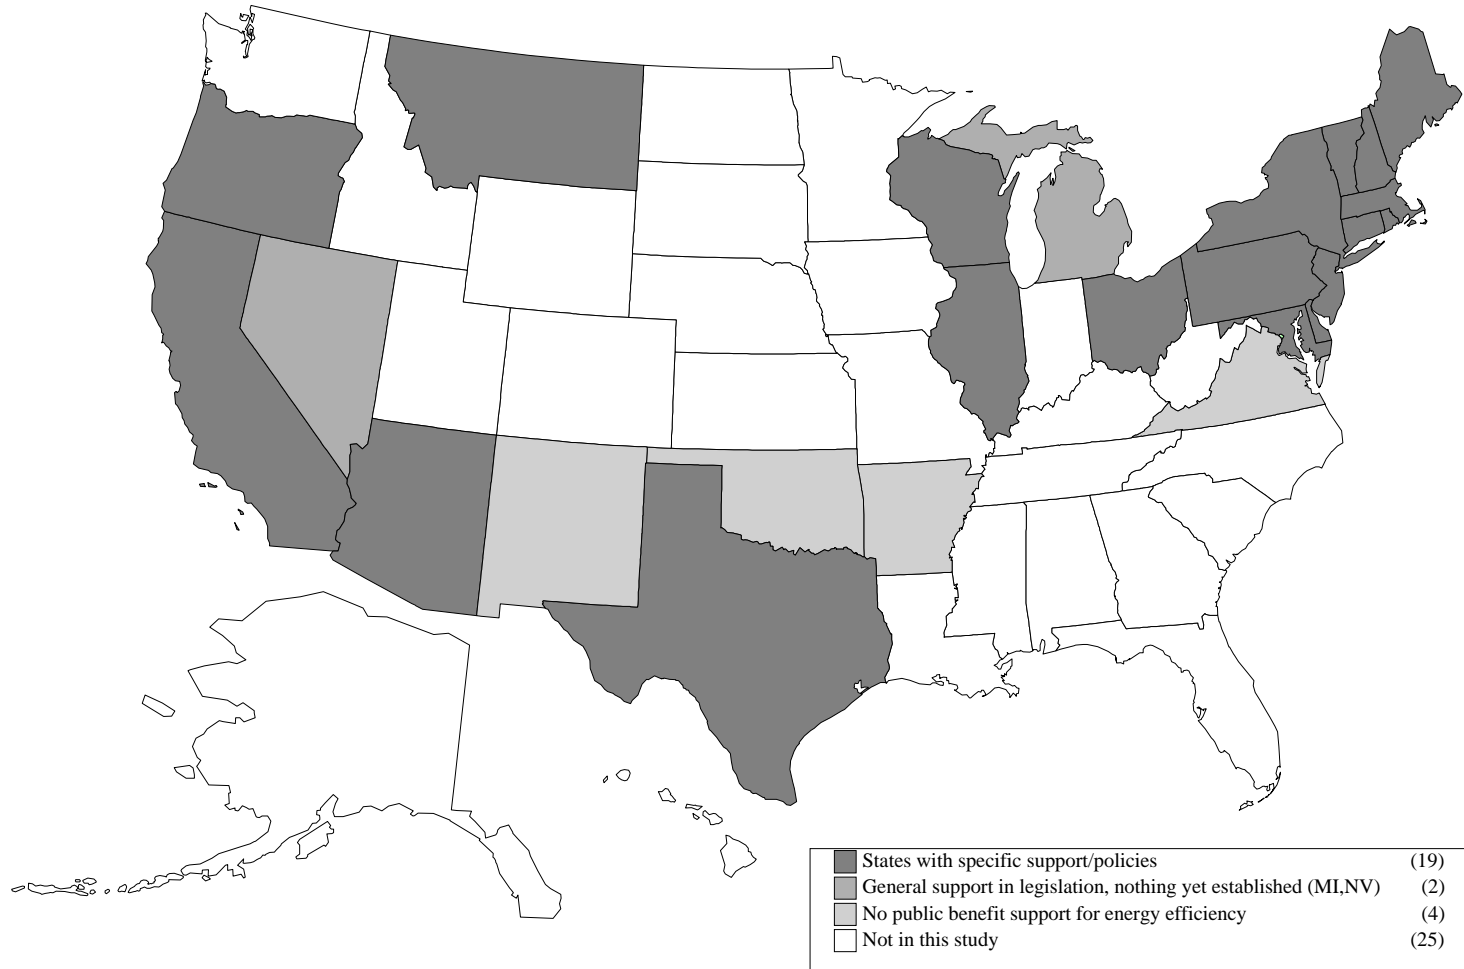 States with specific support/policies (19)
General support in legislation, nothing yet established (MI,NV) (2)
No public benefit support for energy efficiency (4)
Not in this study (25)